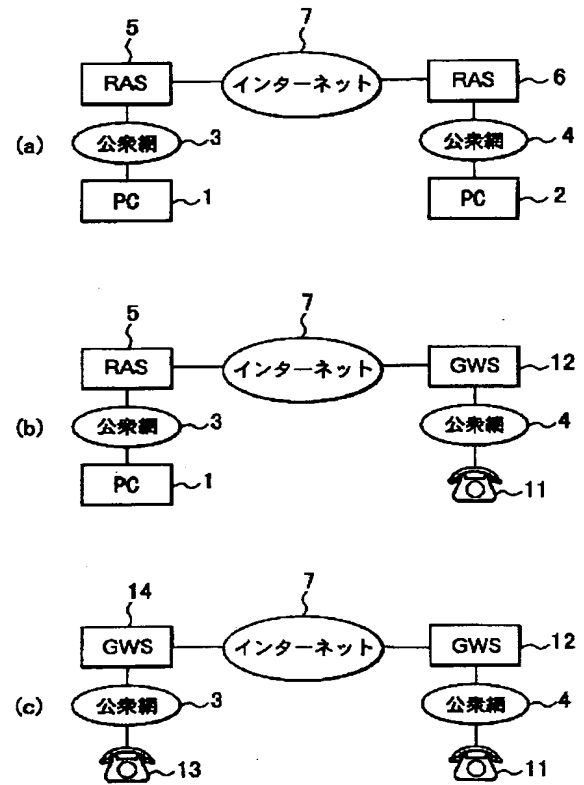 5 7
RAS インターネット RAS 6
(a) 公衆網 3 公衆網 4
PC 1 PC 2
5 7
RAS インターネット GWS 12
(b) 公衆網 3 公衆網 4
PC 1 11
14 7
GWS インターネット GWS 12
(c) 公衆網 3 公衆網 4
13 11